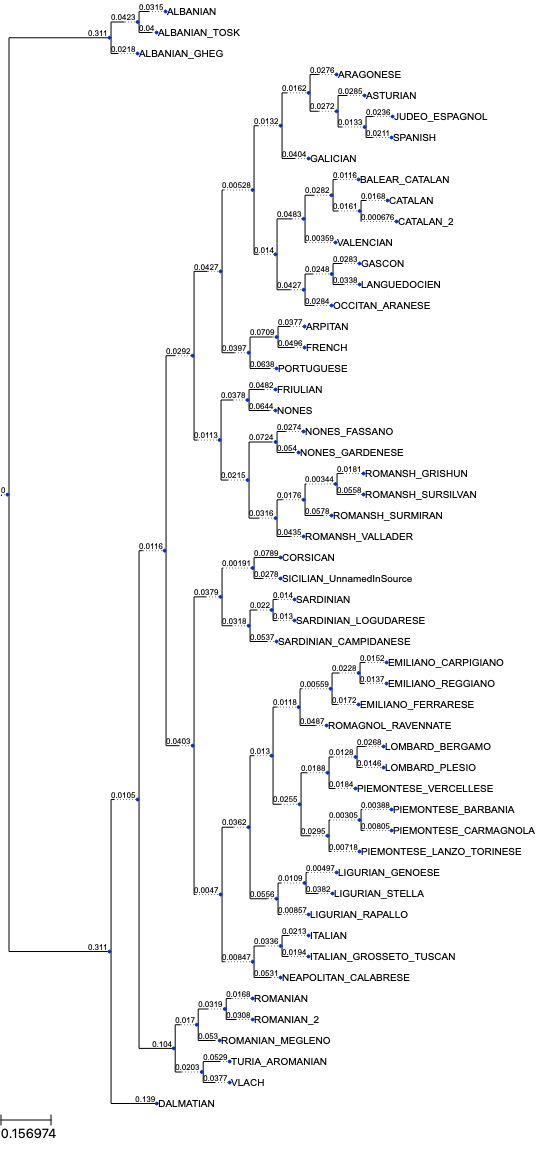 0.0315 ALBANIAN
0.0423
0.04 ALBANIAN_TOSK
0.311
0.0218 ALBANIAN_GHEG
0.0276 ARAGONESE
0.0162
0.0285 ASTURIAN
0.0272
0.0236 JUDEO_ESPAGNOL
0.0132 0.0133
0.0211 SPANISH
0.0404 GALICIAN
0.0116 BALEAR_CATALAN
0.00528 0.0282
0.0168 CATALAN
0.0161
0.0483 0.000676 CATALAN_2
0.00359 VALENCIAN
0.014
0.0283 GASCON
0.0427 0.0248
0.0338 LANGUEDOCIEN
0.0427
0.0284 OCCITAN_ARANESE
0.0377 ARPITAN
0.0709
0.0496 FRENCH
0.0292 0.0397
0.0638 PORTUGUESE
0.0482 FRIULIAN
0.0378
0.0644 NONES
0.0274 NONES_FASSANO
0.0113 0.0724
0.054 NONES_GARDENESE
0.0181 ROMANSH_GRISHUN
0.0215 0.00344
0 0.0558 ROMANSH_SURSILVAN
0.0176
0.0578 ROMANSH_SURMIRAN
0.0316
0.0435 ROMANSH_VALLADER
0.0116
0.0789 CORSICAN
0.00191
0.0278 SICILIAN_UnnamedInSource
0.0379
0.014 SARDINIAN
0.022
0.013 SARDINIAN_LOGUDARESE
0.0318
0.0537 SARDINIAN_CAMPIDANESE
0.0152 EMILIANO_CARPIGIANO
0.0228
0.0137 EMILIANO_REGGIANO
0.00559
0.0172 EMILIANO_FERRARESE
0.0118
0.0487 ROMAGNOL_RAVENNATE
0.0403 0.0268 LOMBARD_BERGAMO
0.013 0.0128
0.0146 LOMBARD_PLESIO
0.0188
0.0184 PIEMONTESE_VERCELLESE
0.0105 0.0255 0.00388 PIEMONTESE_BARBANIA
0.00305
0.0362 0.00805 PIEMONTESE_CARMAGNOLA
0.0295
0.00718 PIEMONTESE_LANZO_TORINESE
0.00497 LIGURIAN_GENOESE
0.0109
0.0047 0.0556 0.0382 LIGURIAN_STELLA
0.00857 LIGURIAN_RAPALLO
0.0213 ITALIAN
0.0336
0.311 0.0194 ITALIAN_GROSSETO_TUSCAN
0.00847
0.0531 NEAPOLITAN_CALABRESE
0.0168 ROMANIAN
0.0319
0.0308 ROMANIAN_2
0.017
0.053 ROMANIAN_MEGLENO
0.104
0.0529 TURIA_AROMANIAN
0.0203
0.0377 VLACH
0.139 DALMATIAN
0.156974